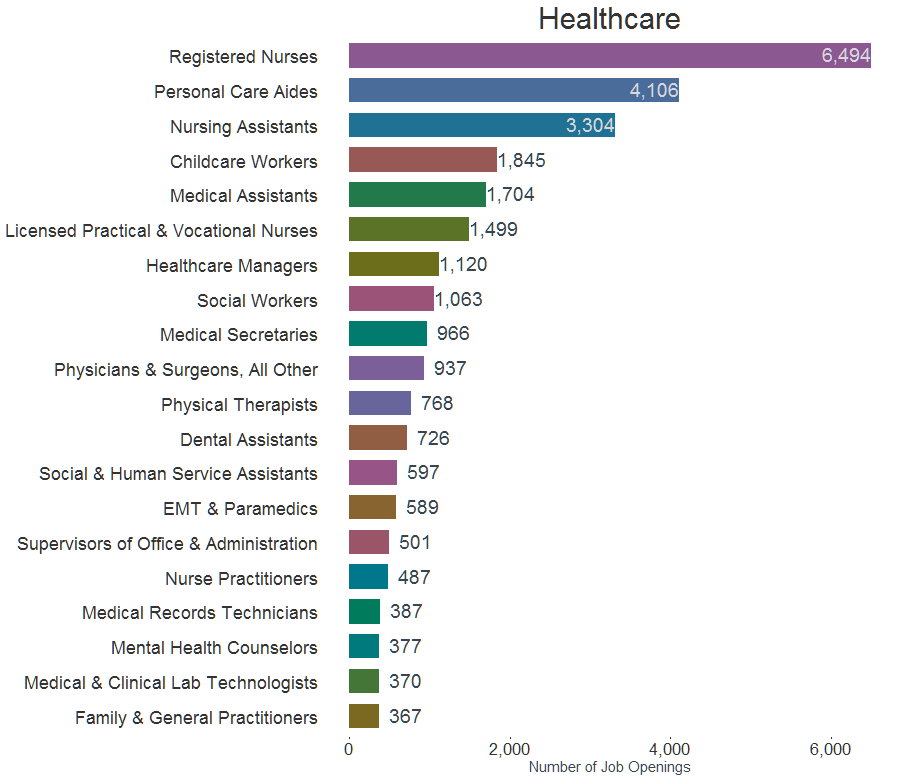 Healthcare
Registered Nurses 6,494
Personal Care Aides 4,106
Nursing Assistants 3,304
Childcare Workers 1,845
Medical Assistants 1,704
Licensed Practical & Vocational Nurses 1,499
Healthcare Managers 1,120
Social Workers 1,063
Medical Secretaries 966
Physicians & Surgeons, All Other 937
Physical Therapists 768
Dental Assistants 726
Social & Human Service Assistants 597
EMT & Paramedics 589
Supervisors of Office & Administration 501
Nurse Practitioners 487
Medical Records Technicians 387
Mental Health Counselors 377
Medical & Clinical Lab Technologists 370
Family & General Practitioners 367
0 2,000 4,000 6,000
Number of Job Openings